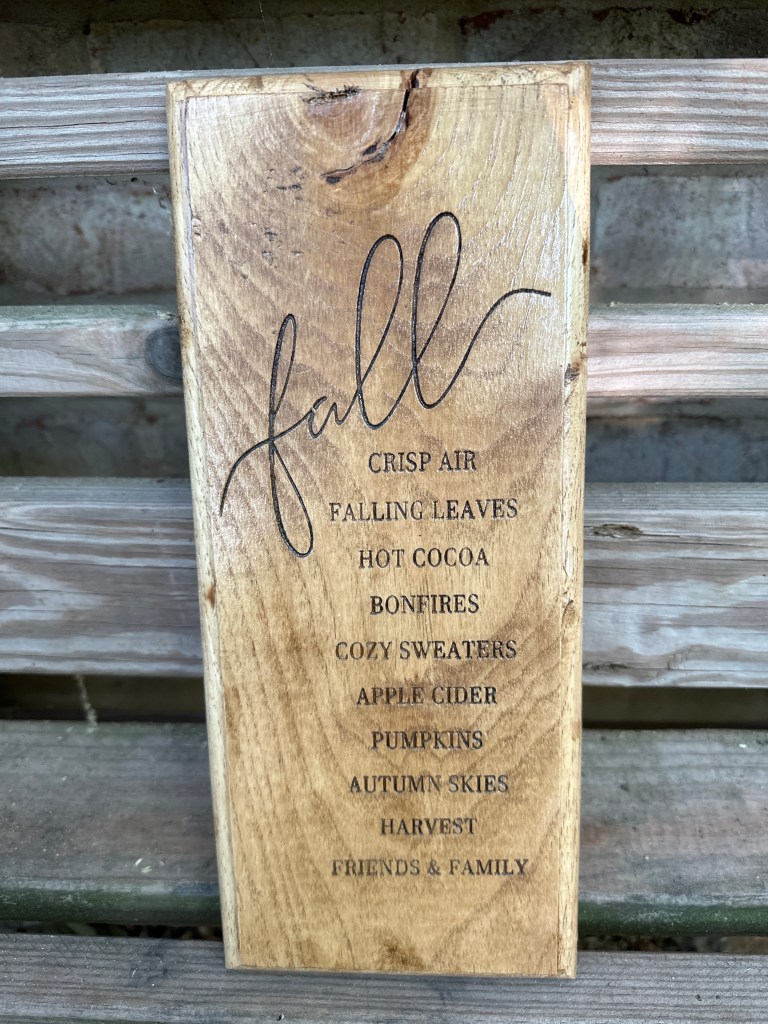 fall
CRISP AIR
FALLING LEAVES
HOT COCOA
BONFIRES
COZY SWEATERS
APPLE CIDER
PUMPKINS
AUTUMN SKIES
HARVEST
FRIENDS & FAMILY